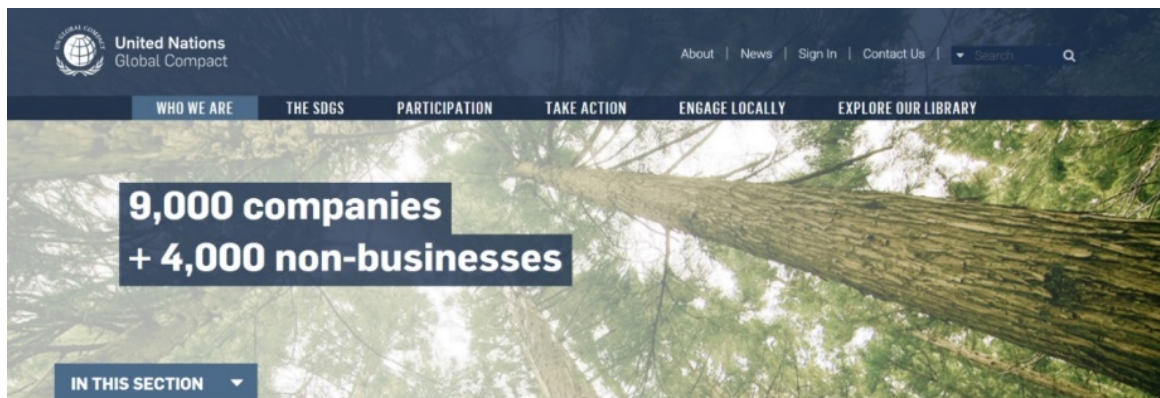 United Nations
Global Compact
About | News | Sign In | Contact Us | Search
WHO WE ARE THE SDGS PARTICIPATION TAKE ACTION ENGAGE LOCALLY EXPLORE OUR LIBRARY
9,000 companies
+ 4,000 non-businesses
IN THIS SECTION